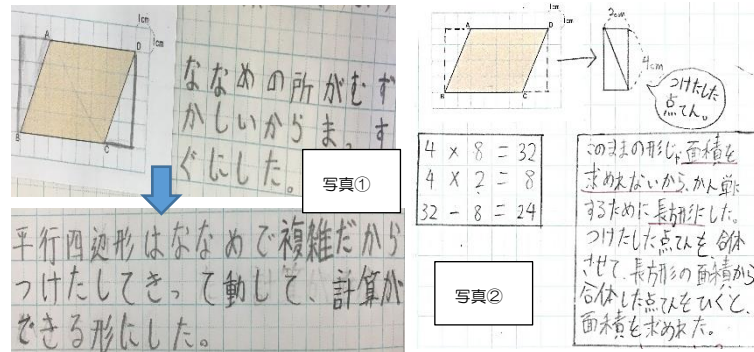 1cm
1cm
A
D
B
C
ななめの所がむず
かしいからまっす
ぐにした。
写真①
平行四辺形はななめで複雑だから
つけたしてきって動して、計算が
できる形にした。
1cm
1cm
A
D
B
C
2cm
4cm
つけたした
点てん。
4 × 8 = 32
4 × 2 = 8
32 - 8 = 24
写真②
このままの形じゃ面積を
求めれないから、かん単に
するために長方形にした。
つけたした点てんを合体
させて、長方形の面積から
合体した点てんをひくと、
面積を求めれた。